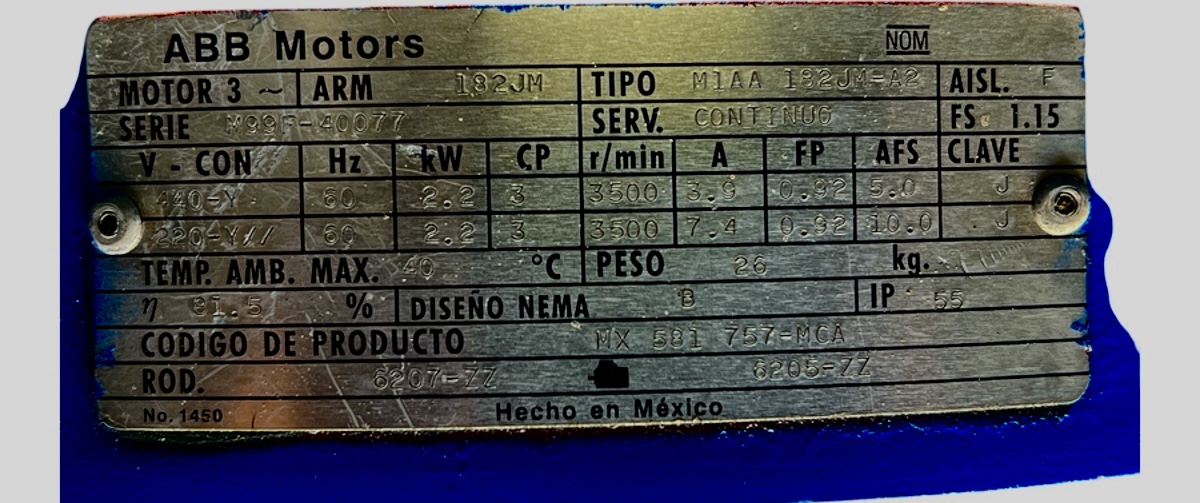 ABB Motors NOM
MOTOR 3 ~ ARM 182JM TIPO M1AA 182JM-A2 AISL. F
SERIE M99F-40077 SERV. CONTINUO FS. 1.15
V - CON Hz kW CP r/min A FP AFS CLAVE
440-Y 60 2.2 3 3500 3.9 0.92 5.0 J
220-Y// 60 2.2 3 3500 7.4 0.92 10.0 J
TEMP. AMB. MAX. 40 °C PESO 26 kg.
η 81.5 % DISEÑO NEMA B IP 55
CODIGO DE PRODUCTO MX 581 757-MCA
ROD. 6207-ZZ 6205-ZZ
No. 1450 Hecho en México